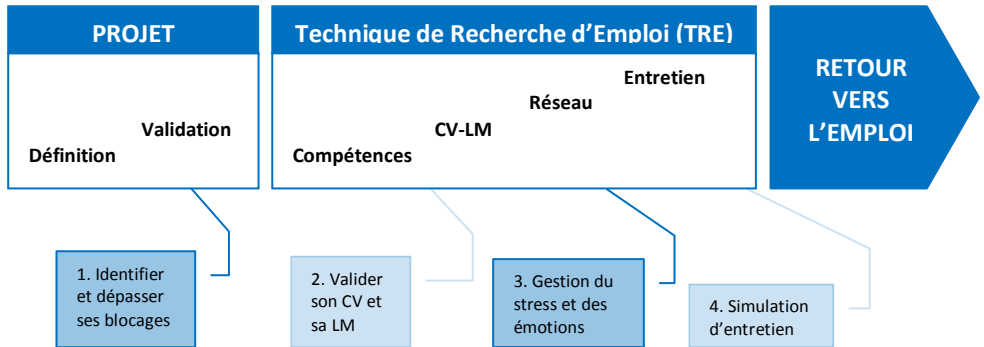 PROJET
Définition
Validation
Technique de Recherche d’Emploi (TRE)
Compétences
CV-LM
Réseau
Entretien
RETOUR
VERS
L’EMPLOI
1. Identifier
et dépasser
ses blocages
2. Valider
son CV et
sa LM
3. Gestion du
stress et des
émotions
4. Simulation
d’entretien